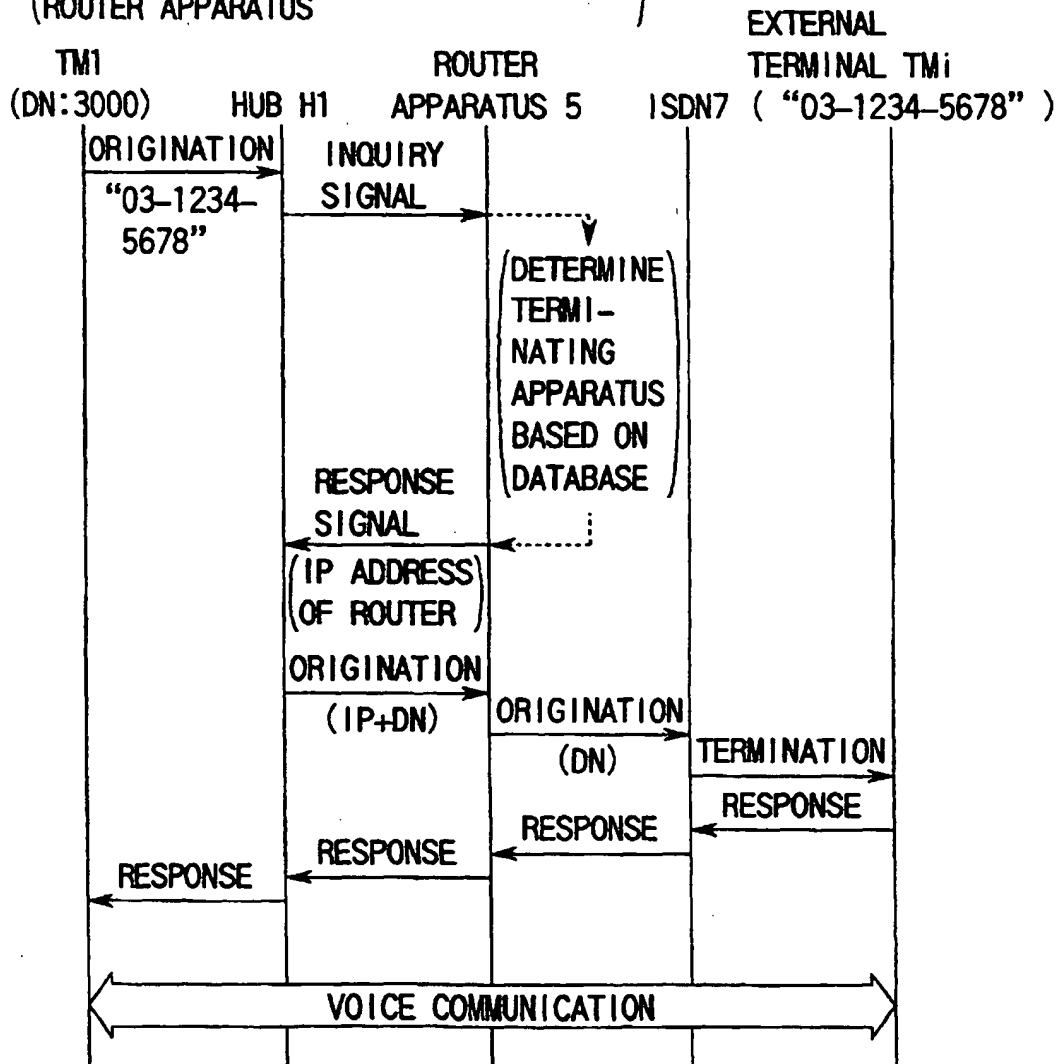 (ROUTER APPARATUS )
EXTERNAL
TM1 ROUTER TERMINAL TMi
(DN:3000) HUB H1 APPARATUS 5 ISDN7 ( “03-1234-5678” )
ORIGINATION
“03-1234-
5678”
INQUIRY
SIGNAL
(DETERMINE
TERMI-
NATING
APPARATUS
BASED ON
DATABASE)
RESPONSE
SIGNAL
(IP ADDRESS
OF ROUTER)
ORIGINATION
(IP+DN)
ORIGINATION
(DN)
TERMINATION
RESPONSE
RESPONSE
RESPONSE
RESPONSE
VOICE COMMUNICATION